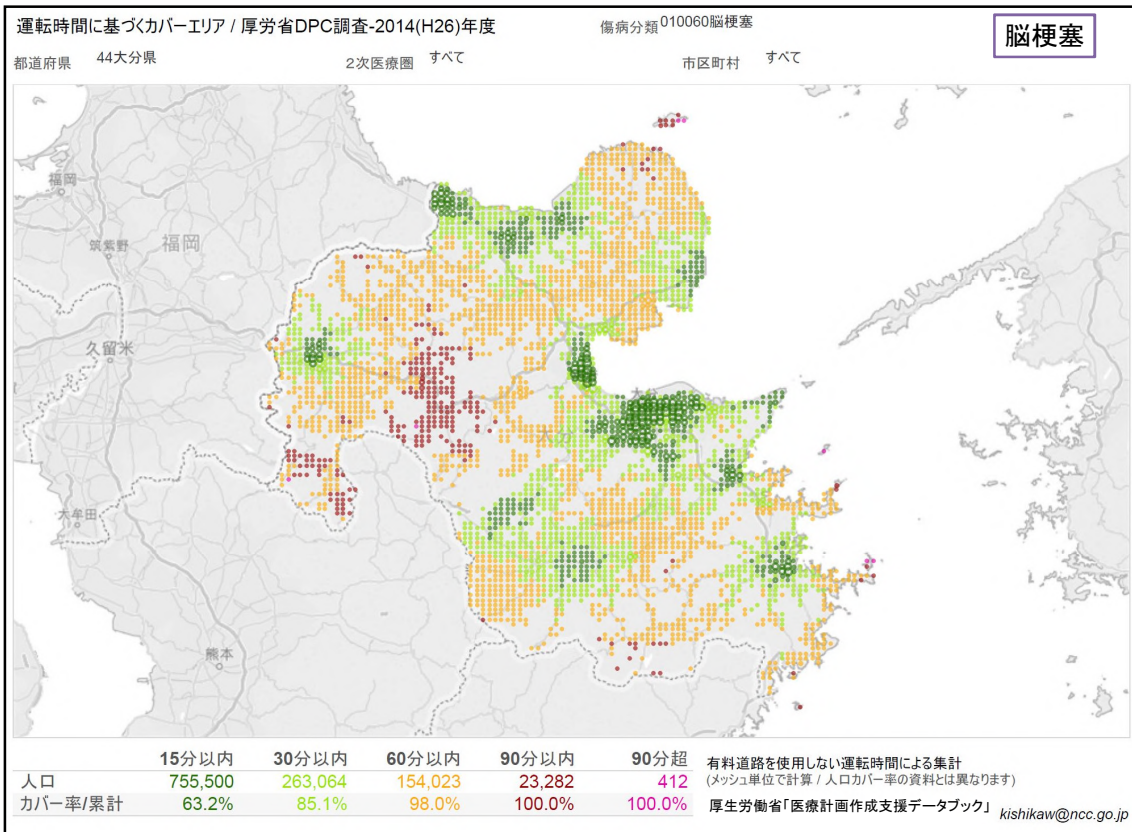 運転時間に基づくカバーエリア / 厚労省DPC調査-2014(H26)年度
傷病分類 010060脳梗塞
脳梗塞
都道府県 44大分県
2次医療圏 すべて
市区町村 すべて
福岡
筑紫野
福岡
久留米
大牟田
熊本
15分以内 30分以内 60分以内 90分以内 90分超
人口 755,500 263,064 154,023 23,282 412
カバー率/累計 63.2% 85.1% 98.0% 100.0% 100.0%
有料道路を使用しない運転時間による集計
(メッシュ単位で計算 / 人口カバー率の資料とは異なります)
厚生労働省「医療計画作成支援データブック」 kishikaw@ncc.go.jp